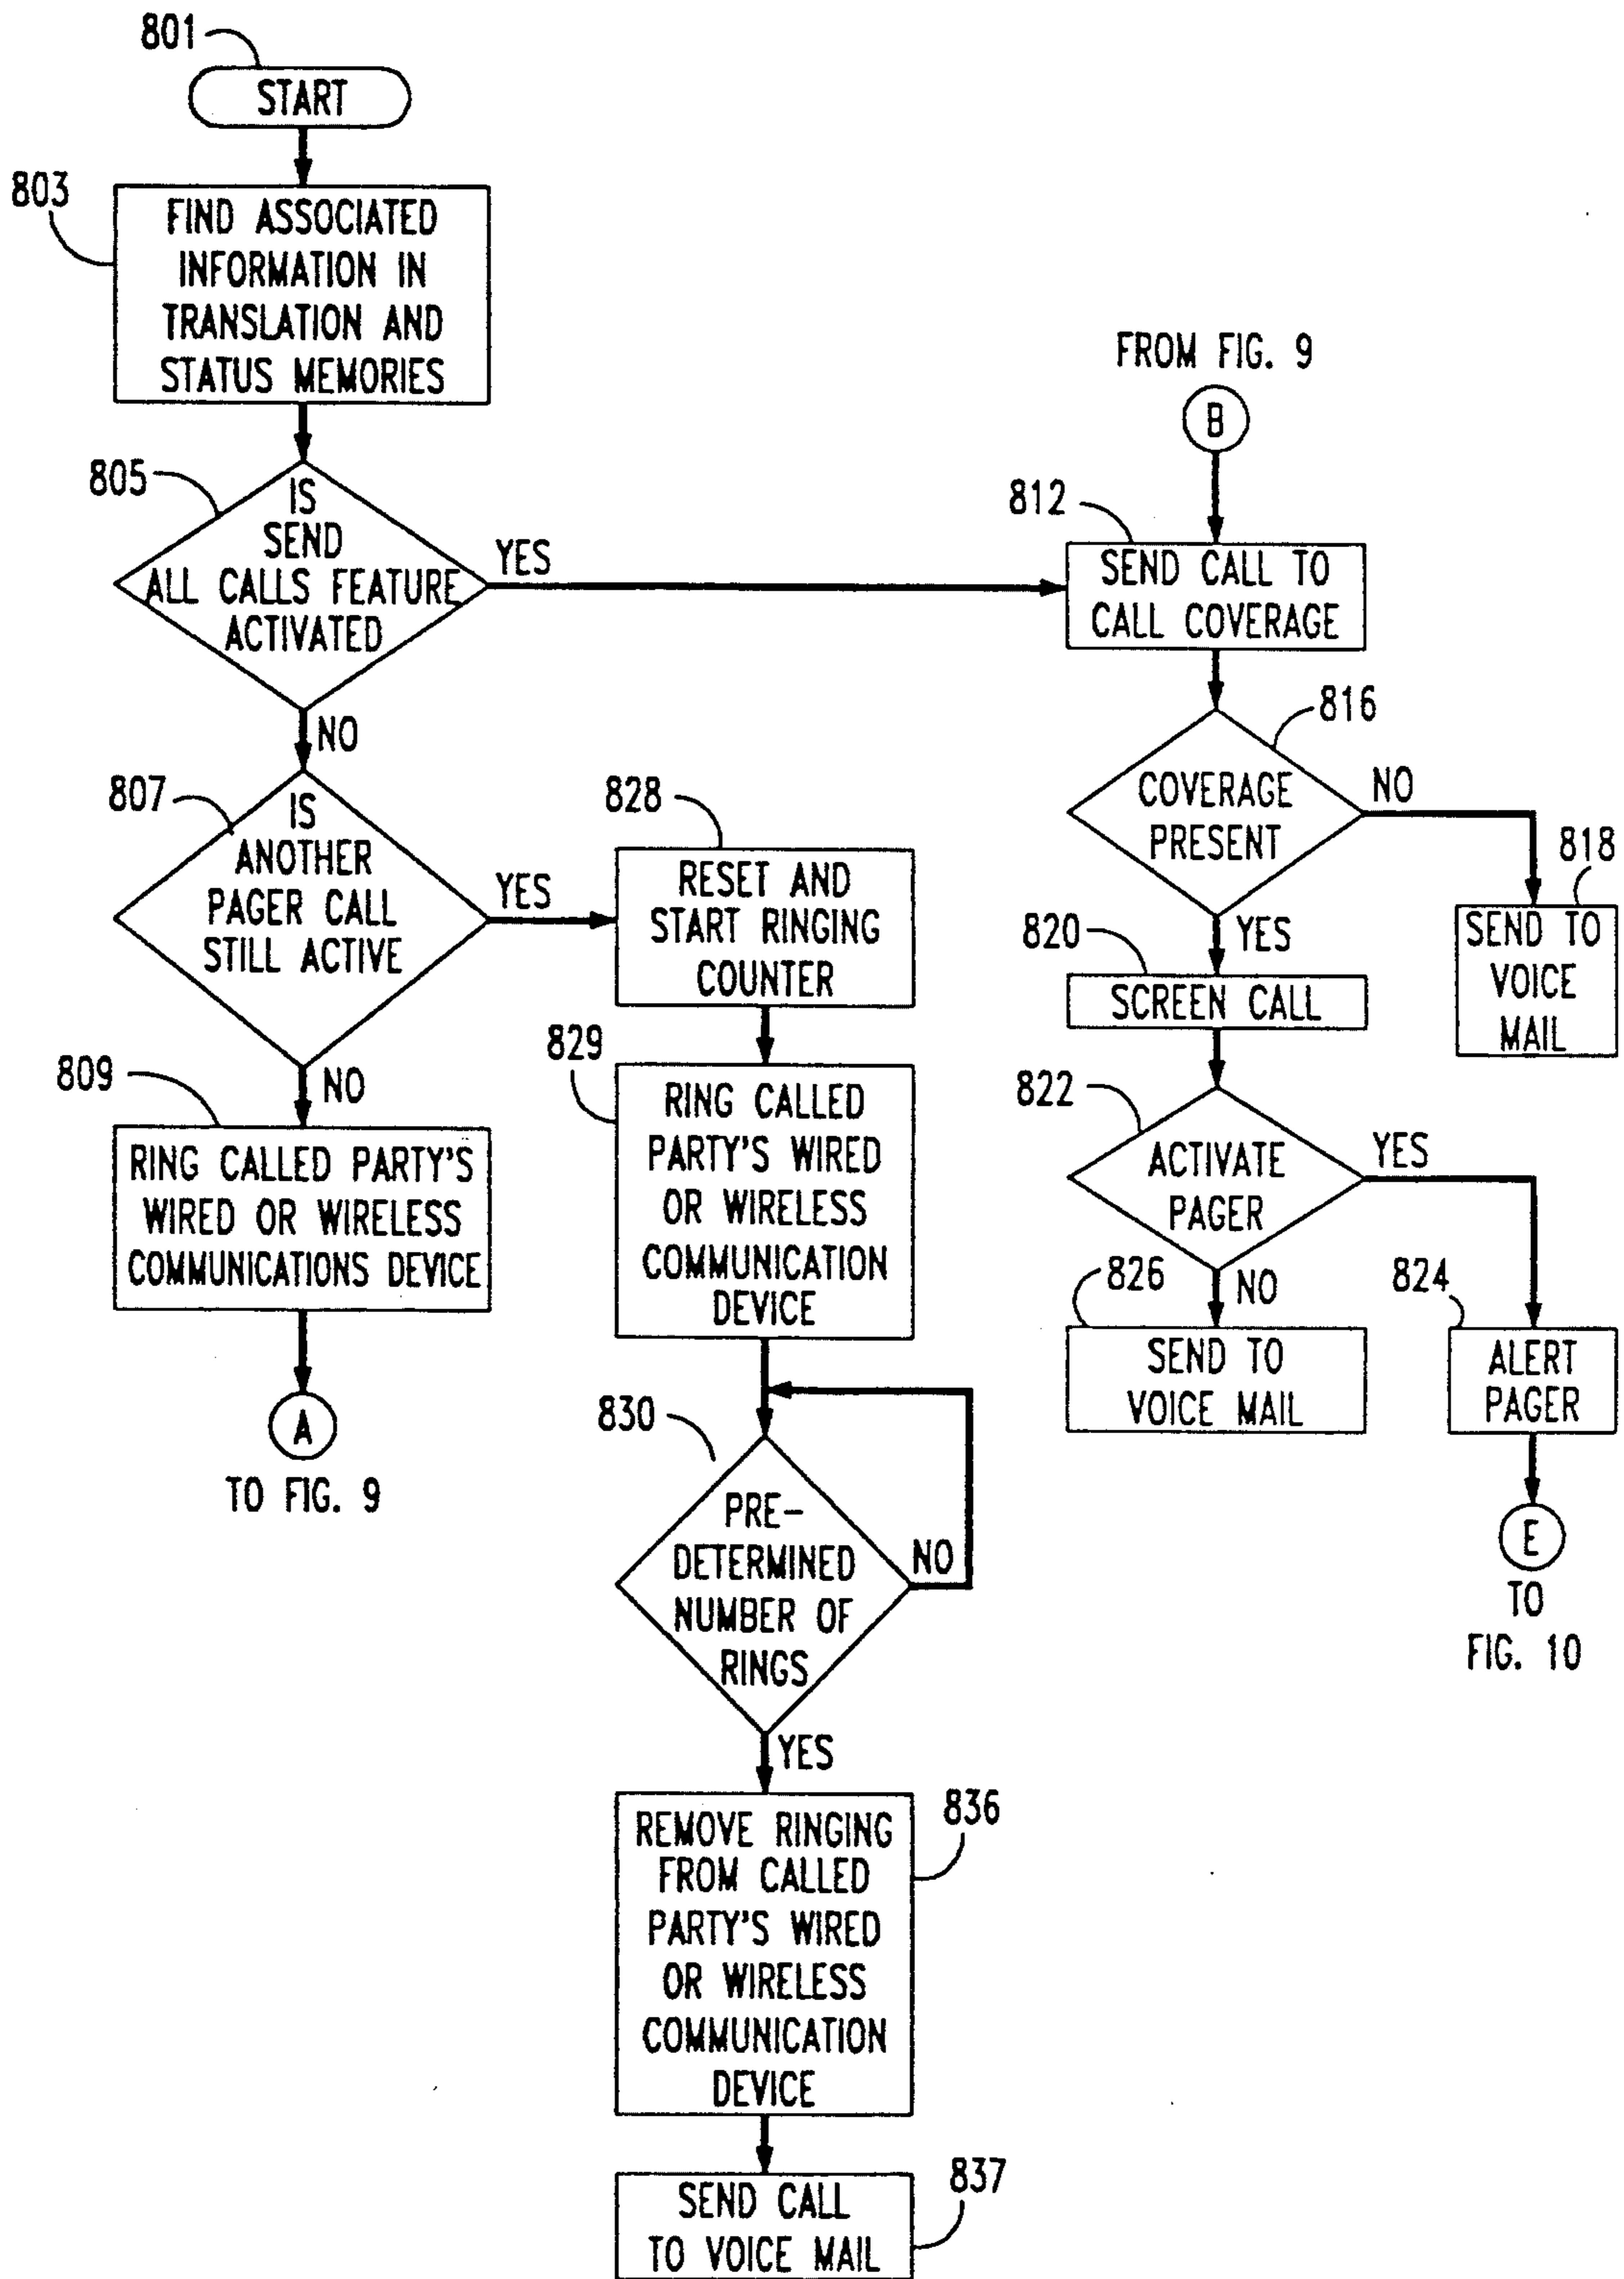 801
START
803
FIND ASSOCIATED
INFORMATION IN
TRANSLATION AND
STATUS MEMORIES
805
IS
SEND
ALL CALLS FEATURE
ACTIVATED
YES
NO
807
IS
ANOTHER
PAGER CALL
STILL ACTIVE
YES
NO
809
RING CALLED PARTY'S
WIRED OR WIRELESS
COMMUNICATIONS DEVICE
A
TO FIG. 9
828
RESET AND
START RINGING
COUNTER
829
RING CALLED
PARTY'S WIRED
OR WIRELESS
COMMUNICATION
DEVICE
830
PRE-
DETERMINED
NUMBER OF
RINGS
NO
YES
836
REMOVE RINGING
FROM CALLED
PARTY'S WIRED
OR WIRELESS
COMMUNICATION
DEVICE
837
SEND CALL
TO VOICE MAIL
FROM FIG. 9
B
812
SEND CALL TO
CALL COVERAGE
816
COVERAGE
PRESENT
NO
YES
818
SEND TO
VOICE
MAIL
820
SCREEN CALL
822
ACTIVATE
PAGER
YES
NO
826
SEND TO
VOICE MAIL
824
ALERT
PAGER
E
TO
FIG. 10